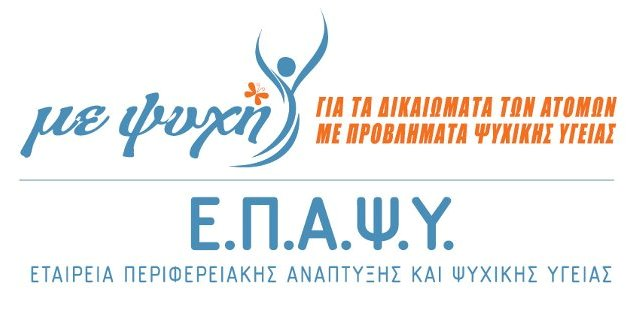 με ψυχή
ΓΙΑ ΤΑ ΔΙΚΑΙΩΜΑΤΑ ΤΩΝ ΑΤΟΜΩΝ
ΜΕ ΠΡΟΒΛΗΜΑΤΑ ΨΥΧΙΚΗΣ ΥΓΕΙΑΣ
Ε.Π.Α.Ψ.Υ.
ΕΤΑΙΡΕΙΑ ΠΕΡΙΦΕΡΕΙΑΚΗΣ ΑΝΑΠΤΥΞΗΣ ΚΑΙ ΨΥΧΙΚΗΣ ΥΓΕΙΑΣ